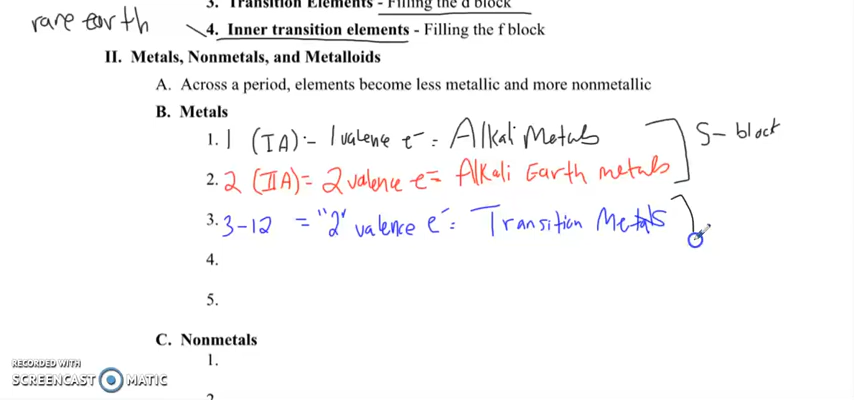 3. Transition Elements - Filling the d block
rare earth
4. Inner transition elements - Filling the f block
II. Metals, Nonmetals, and Metalloids
A. Across a period, elements become less metallic and more nonmetallic
B. Metals
1. 1 (IA) - 1 valence e⁻ = Alkali Metals
S-block
2. 2 (IIA) = 2 valence e⁻ = Alkali Earth metals
3. 3-12 = "2" valence e⁻ = Transition Metals
4.
5.
C. Nonmetals
1.
RECORDED WITH
SCREENCAST MATIC
2.